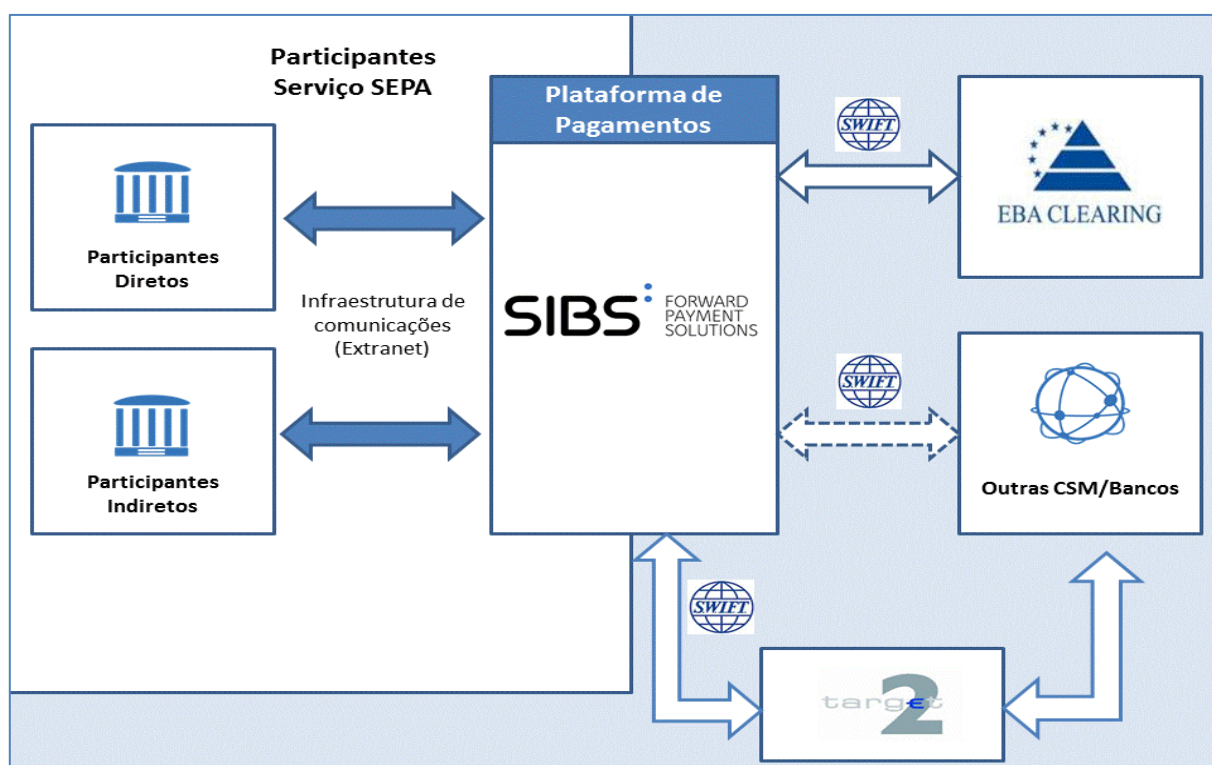 Participantes
Serviço SEPA
Participantes
Diretos
Infraestrutura de
comunicações
(Extranet)
Participantes
Indiretos
Plataforma de
Pagamentos
SIBS
FORWARD
PAYMENT
SOLUTIONS
SWIFT
EBA CLEARING
SWIFT
Outras CSM/Bancos
SWIFT
target
2